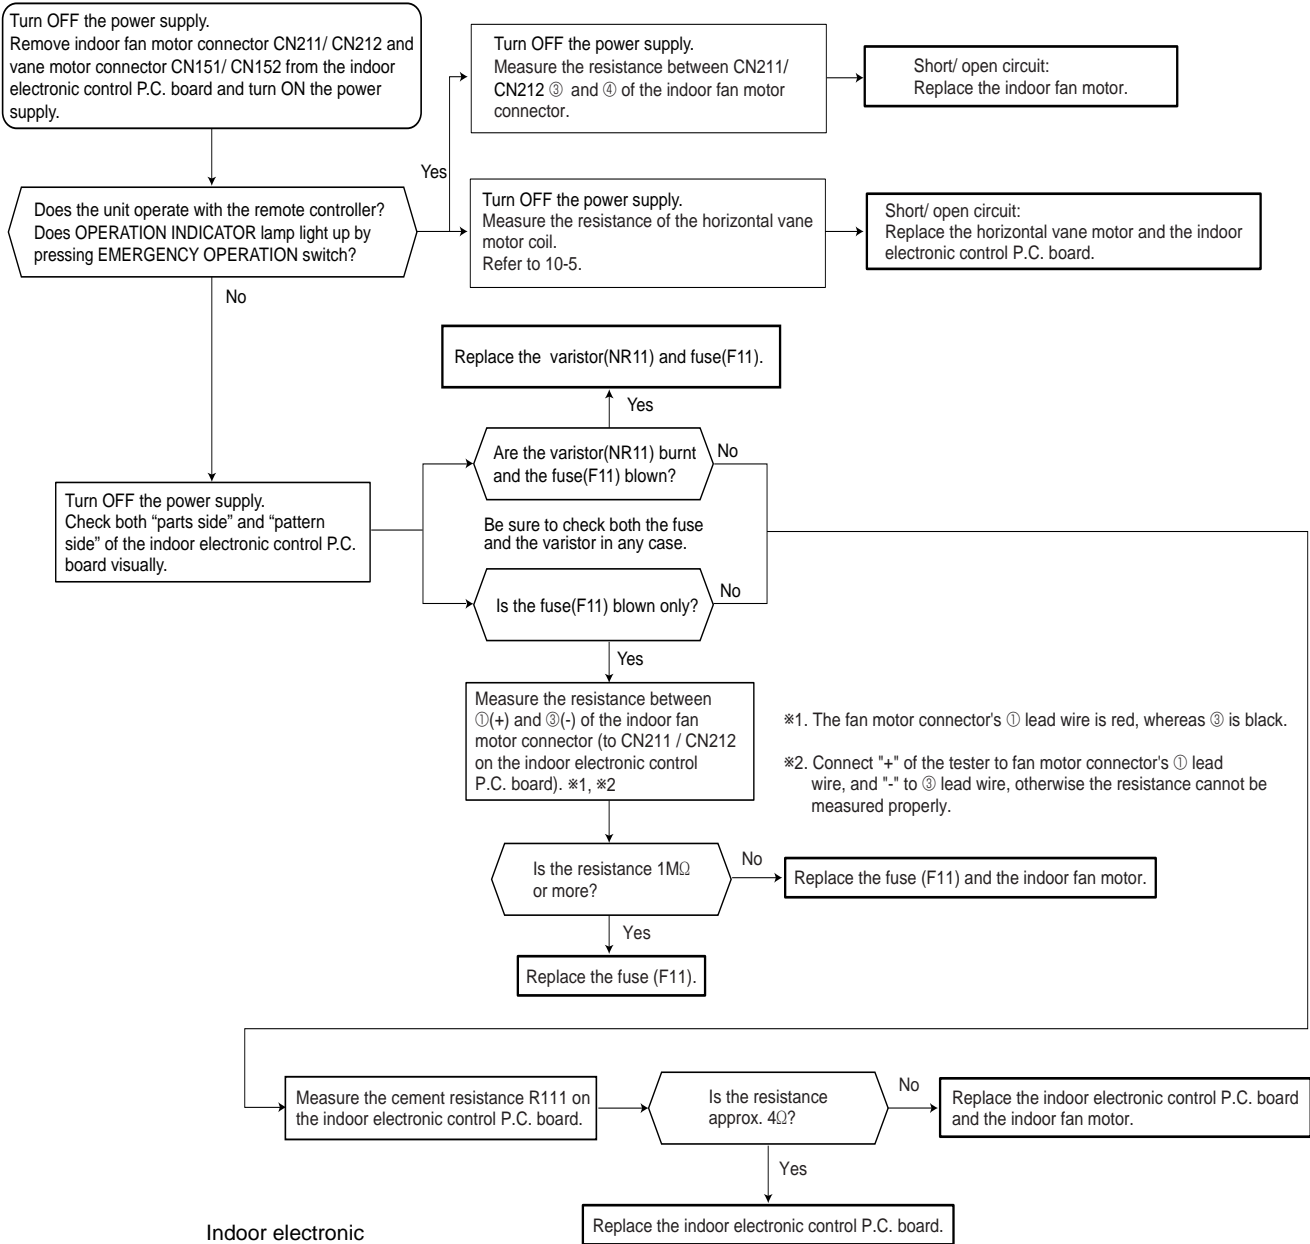 Turn OFF the power supply.
Remove indoor fan motor connector CN211/ CN212 and
vane motor connector CN151/ CN152 from the indoor
electronic control P.C. board and turn ON the power
supply.
Turn OFF the power supply.
Measure the resistance between CN211/
CN212 ③ and ④ of the indoor fan motor
connector.
Short/ open circuit:
Replace the indoor fan motor.
Yes
Does the unit operate with the remote controller?
Does OPERATION INDICATOR lamp light up by
pressing EMERGENCY OPERATION switch?
Turn OFF the power supply.
Measure the resistance of the horizontal vane
motor coil.
Refer to 10-5.
Short/ open circuit:
Replace the horizontal vane motor and the indoor
electronic control P.C. board.
No
Replace the varistor(NR11) and fuse(F11).
Yes
Are the varistor(NR11) burnt
and the fuse(F11) blown?
No
Turn OFF the power supply.
Check both “parts side” and “pattern
side” of the indoor electronic control P.C.
board visually.
Be sure to check both the fuse
and the varistor in any case.
Is the fuse(F11) blown only?
No
Yes
Measure the resistance between
①(+) and ③(-) of the indoor fan
motor connector (to CN211 / CN212
on the indoor electronic control
P.C. board). ※1, ※2
※1. The fan motor connector's ① lead wire is red, whereas ③ is black.
※2. Connect "+" of the tester to fan motor connector's ① lead
wire, and "-" to ③ lead wire, otherwise the resistance cannot be
measured properly.
Is the resistance 1MΩ
or more?
No
Replace the fuse (F11) and the indoor fan motor.
Yes
Replace the fuse (F11).
Measure the cement resistance R111 on
the indoor electronic control P.C. board.
Is the resistance
approx. 4Ω?
No
Replace the indoor electronic control P.C. board
and the indoor fan motor.
Yes
Replace the indoor electronic control P.C. board.
Indoor electronic